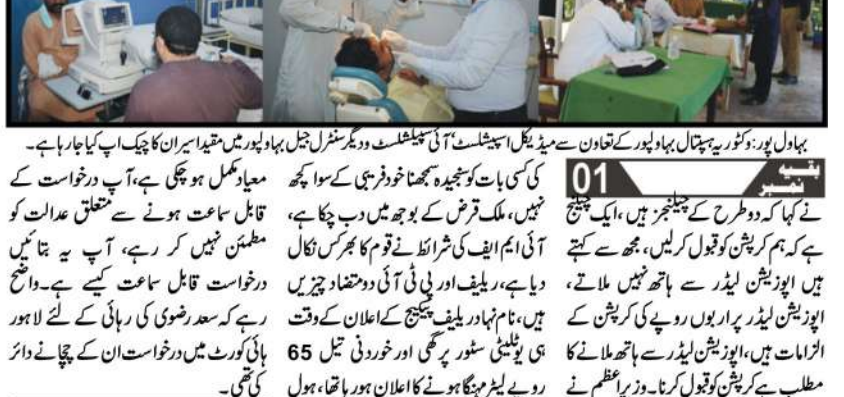 بہاول پور: وکٹوریہ ہسپتال بہاولپور کے تعاون سے میڈیکل اسپیشلسٹ، آئی سپیشلسٹ ودیگر سنٹرل جیل بہاولپور میں مقید اسیران کا چیک اپ کیا جا رہا ہے۔
بقیہ نمبر 01
نے کہا کہ دو طرح کے چیلنجز ہیں، ایک چیلنج
ہے کہ ہم کرپشن کو قبول کر لیں، مجھ سے کہتے
ہیں اپوزیشن لیڈر سے ہاتھ نہیں ملاتے،
اپوزیشن لیڈر پر اربوں روپے کی کرپشن کے
الزامات ہیں، اپوزیشن لیڈر سے ہاتھ ملانے کا
مطلب ہے کرپشن کو قبول کرنا۔ وزیراعظم نے
کی کسی بات کو سنجیدہ سمجھنا خود فریبی کے سوا کچھ
نہیں، ملک قرض کے بوجھ میں دب چکا ہے،
آئی ایم ایف کی شرائط نے قوم کا بھرکس نکال
دیا ہے، ریلیف اور پی ٹی آئی دو متضاد چیزیں
ہیں، نام نہاد ریلیف پیکیج کے اعلان کے وقت
ہی یوٹیلیٹی سٹور پر گھی اور خوردنی تیل 65
روپے لیٹر مہنگا ہونے کا اعلان ہو رہا تھا، ہول
معیاد مکمل ہو چکی ہے، آپ درخواست کے
قابل سماعت ہونے سے متعلق عدالت کو
مطمئن نہیں کر رہے، آپ یہ بتائیں
درخواست قابل سماعت کیسے ہے۔ واضح
رہے کہ سعد رضوی کی رہائی کے لئے لاہور
ہائی کورٹ میں درخواست ان کے چچا نے دائر
کی تھی۔